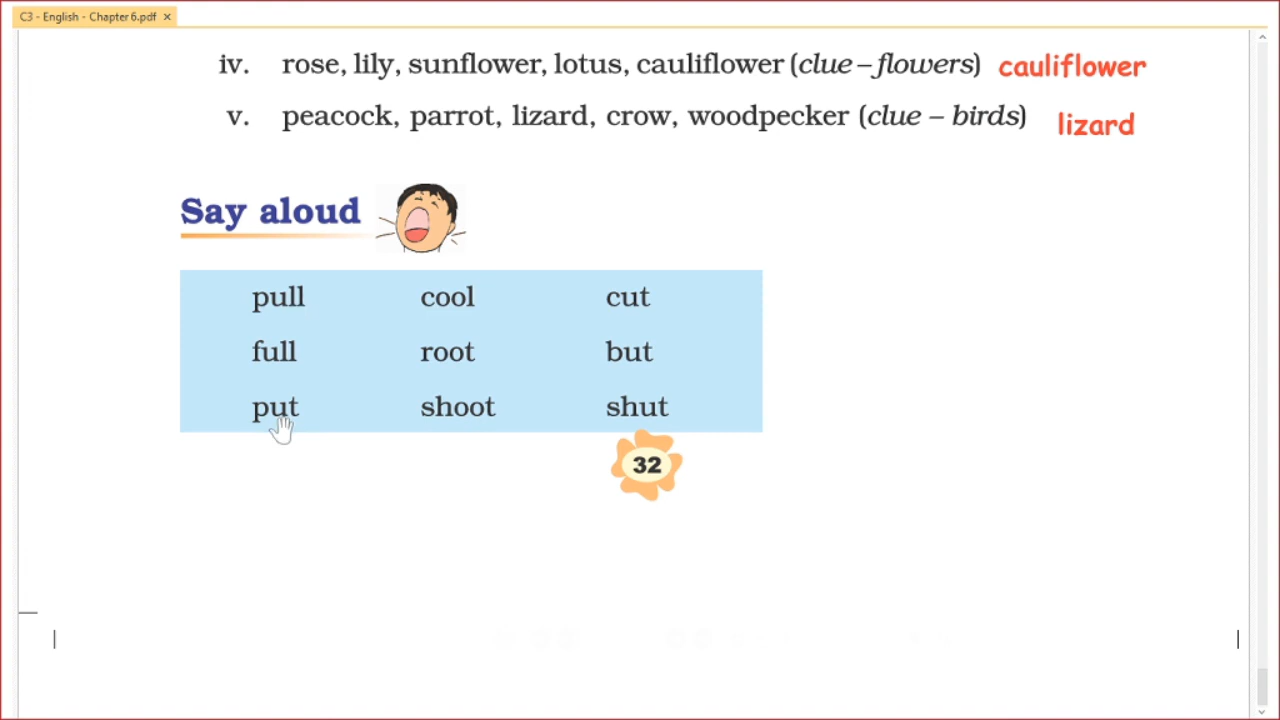 C3 - English - Chapter 6.pdf ×
iv. rose, lily, sunflower, lotus, cauliflower (clue – flowers) cauliflower
v. peacock, parrot, lizard, crow, woodpecker (clue – birds) lizard
Say aloud
pull cool cut
full root but
put shoot shut
32